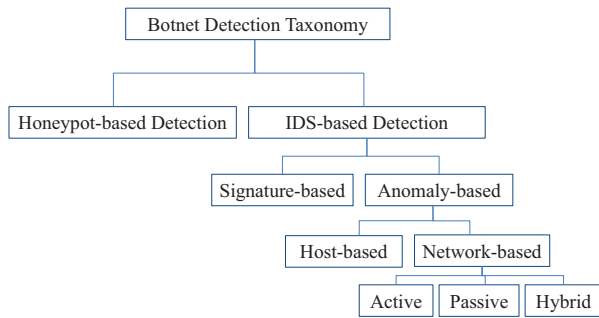 Botnet Detection Taxonomy
Honeypot-based Detection
IDS-based Detection
Signature-based
Anomaly-based
Host-based
Network-based
Active
Passive
Hybrid